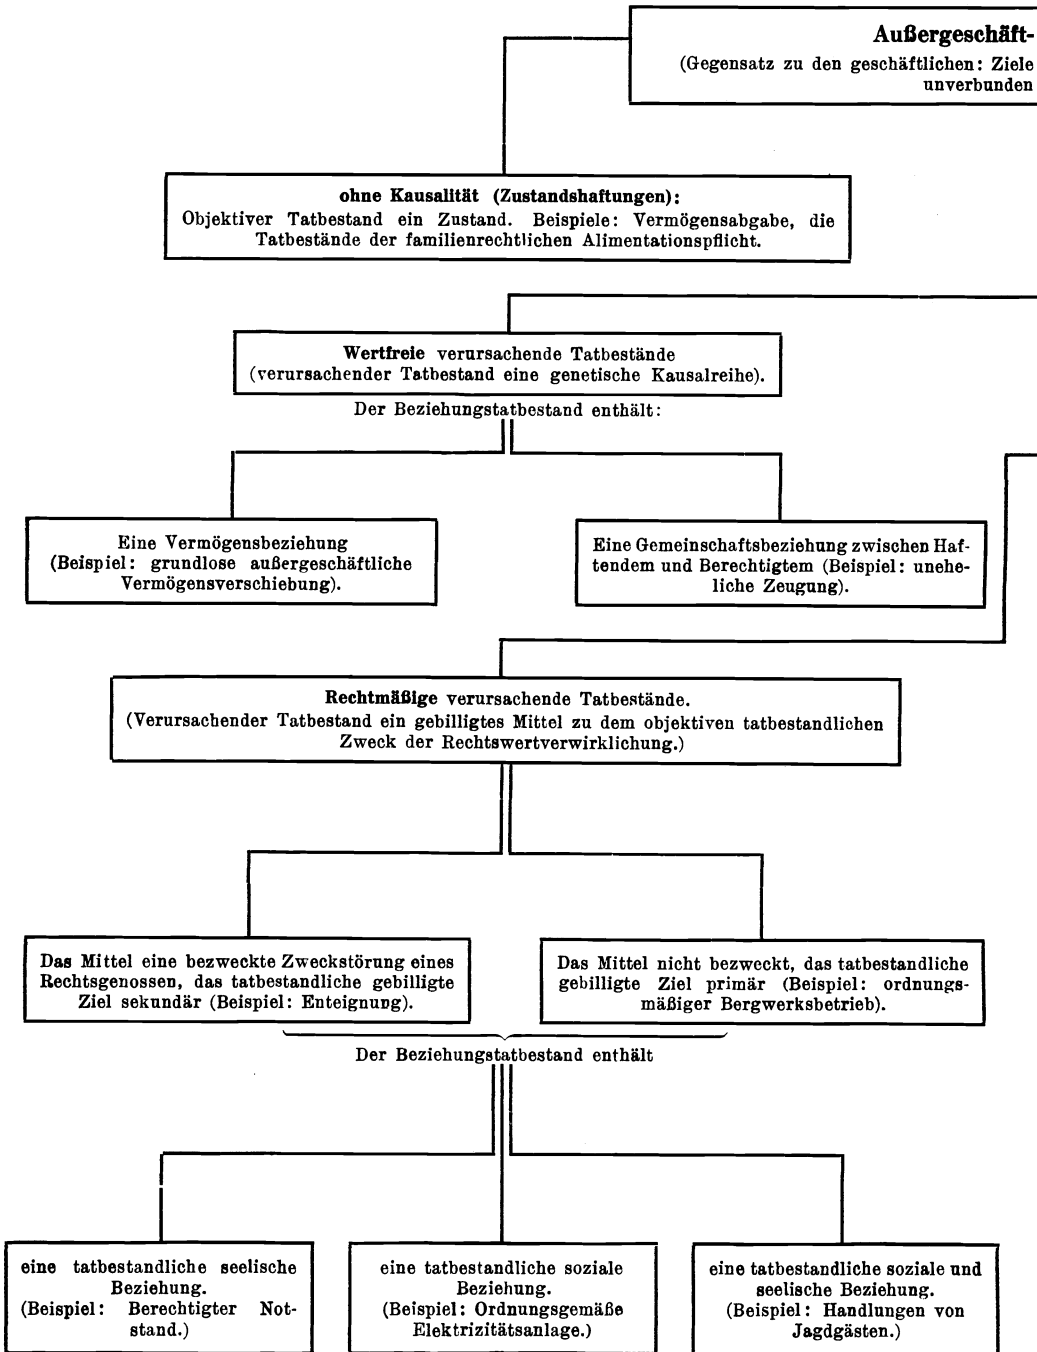 Außergeschäft-
(Gegensatz zu den geschäftlichen: Ziele
unverbunden
ohne Kausalität (Zustandshaftungen):
Objektiver Tatbestand ein Zustand. Beispiele: Vermögensabgabe, die
Tatbestände der familienrechtlichen Alimentationspflicht.
Wertfreie verursachende Tatbestände
(verursachender Tatbestand eine genetische Kausalreihe).
Der Beziehungstatbestand enthält:
Eine Vermögensbeziehung
(Beispiel: grundlose außergeschäftliche
Vermögensverschiebung).
Eine Gemeinschaftsbeziehung zwischen Haf-
tendem und Berechtigtem (Beispiel: unehe-
liche Zeugung).
Rechtmäßige verursachende Tatbestände.
(Verursachender Tatbestand ein gebilligtes Mittel zu dem objektiven tatbestandlichen
Zweck der Rechtswertverwirklichung.)
Das Mittel eine bezweckte Zweckstörung eines
Rechtsgenossen, das tatbestandliche gebilligte
Ziel sekundär (Beispiel: Enteignung).
Das Mittel nicht bezweckt, das tatbestandliche
gebilligte Ziel primär (Beispiel: ordnungs-
mäßiger Bergwerksbetrieb).
Der Beziehungstatbestand enthält
eine tatbestandliche seelische
Beziehung.
(Beispiel: Berechtigter Not-
stand.)
eine tatbestandliche soziale
Beziehung.
(Beispiel: Ordnungsgemäße
Elektrizitätsanlage.)
eine tatbestandliche soziale und
seelische Beziehung.
(Beispiel: Handlungen von
Jagdgästen.)